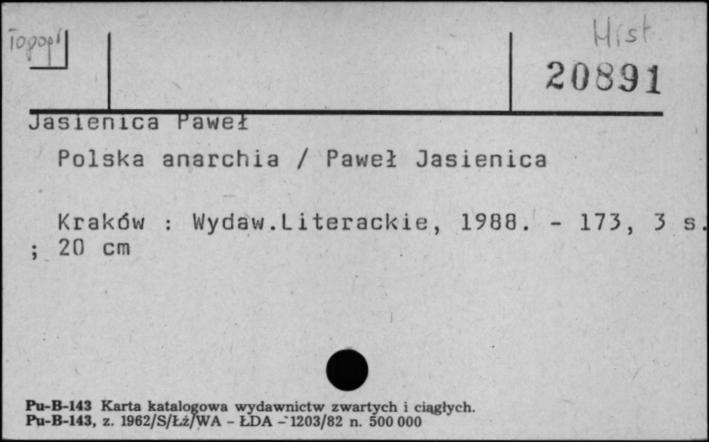 Topogr
Hist.
20891
Jasienica Paweł
Polska anarchia / Paweł Jasienica
Kraków : Wydaw.Literackie, 1988. - 173, 3 s.
; 20 cm
Pu-B-143 Karta katalogowa wydawnictw zwartych i ciągłych.
Pu-B-143, z. 1962/S/Łż/WA - ŁDA - 1203/82 n. 500 000